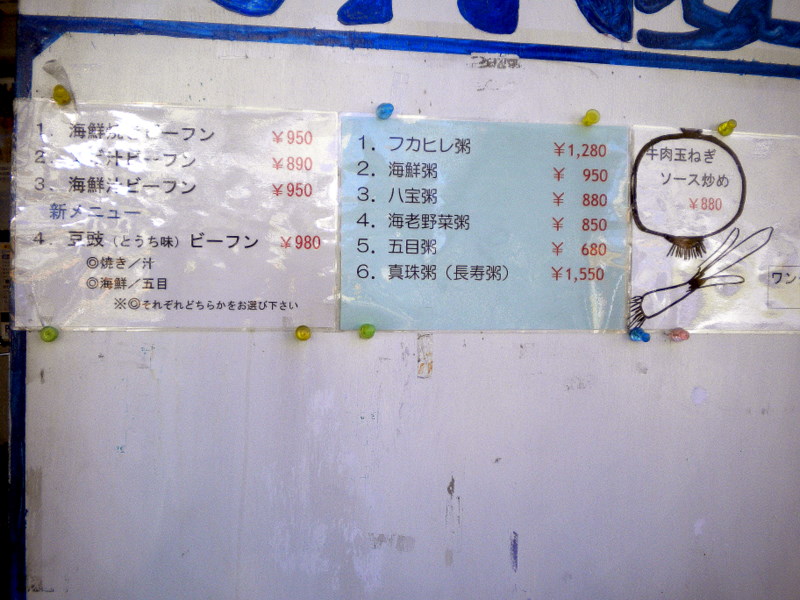 1. 海鮮焼きビーフン ￥950
2. 汁ビーフン ￥890
3. 海鮮汁ビーフン ￥950
新メニュー
4. 豆豉（とうち味）ビーフン ￥980
◎焼き／汁
◎海鮮／五目
※◎それぞれどちらかをお選び下さい
1. フカヒレ粥 ￥1,280
2. 海鮮粥 ￥ 950
3. 八宝粥 ￥ 880
4. 海老野菜粥 ￥ 850
5. 五目粥 ￥ 680
6. 真珠粥（長寿粥） ￥1,550
牛肉玉ねぎ
ソース炒め
￥880
ワン